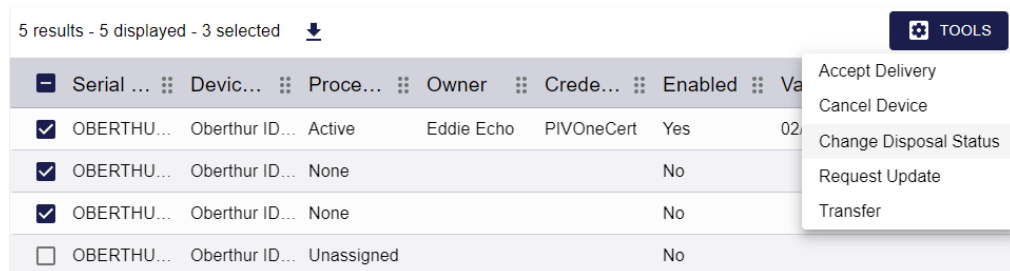 5 results - 5 displayed - 3 selected TOOLS
Serial ... Devic... Proce... Owner Crede... Enabled Va
OBERTHU... Oberthur ID... Active Eddie Echo PIVOneCert Yes 02/
OBERTHU... Oberthur ID... None No
OBERTHU... Oberthur ID... None No
OBERTHU... Oberthur ID... Unassigned No
Accept Delivery
Cancel Device
Change Disposal Status
Request Update
Transfer